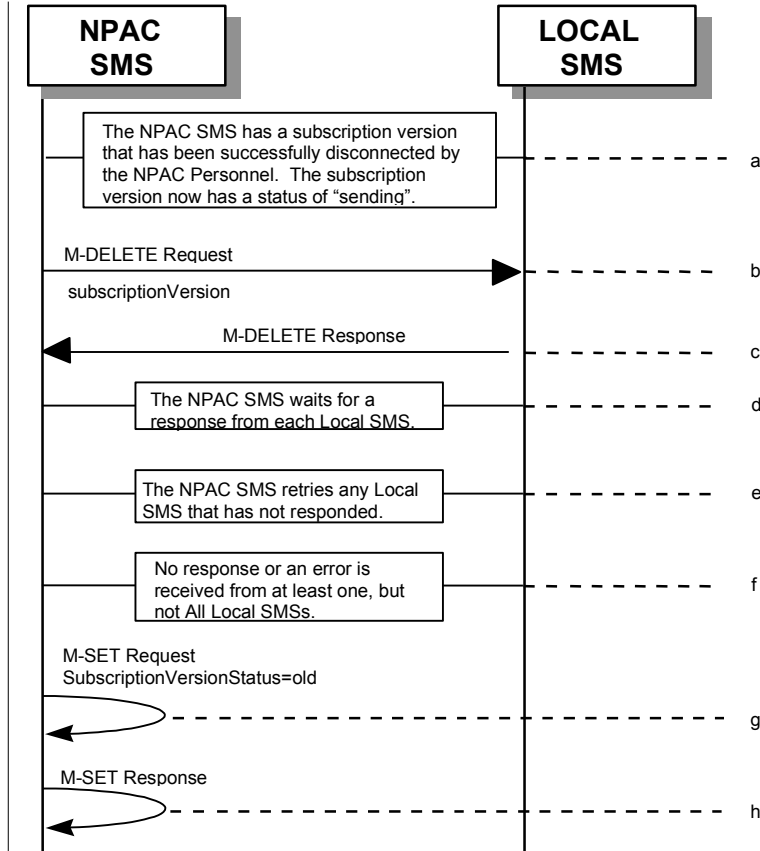 NPAC
SMS
LOCAL
SMS
The NPAC SMS has a subscription version
that has been successfully disconnected by
the NPAC Personnel. The subscription
version now has a status of “sending”.
a
M-DELETE Request
b
subscriptionVersion
M-DELETE Response
c
The NPAC SMS waits for a
response from each Local SMS.
d
The NPAC SMS retries any Local
SMS that has not responded.
e
No response or an error is
received from at least one, but
not All Local SMSs.
f
M-SET Request
SubscriptionVersionStatus=old
g
M-SET Response
h